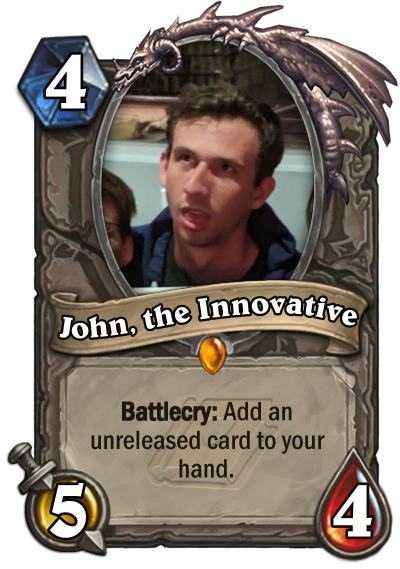 4
John, the Innovative
Battlecry: Add an
unreleased card to your
hand.
5
4